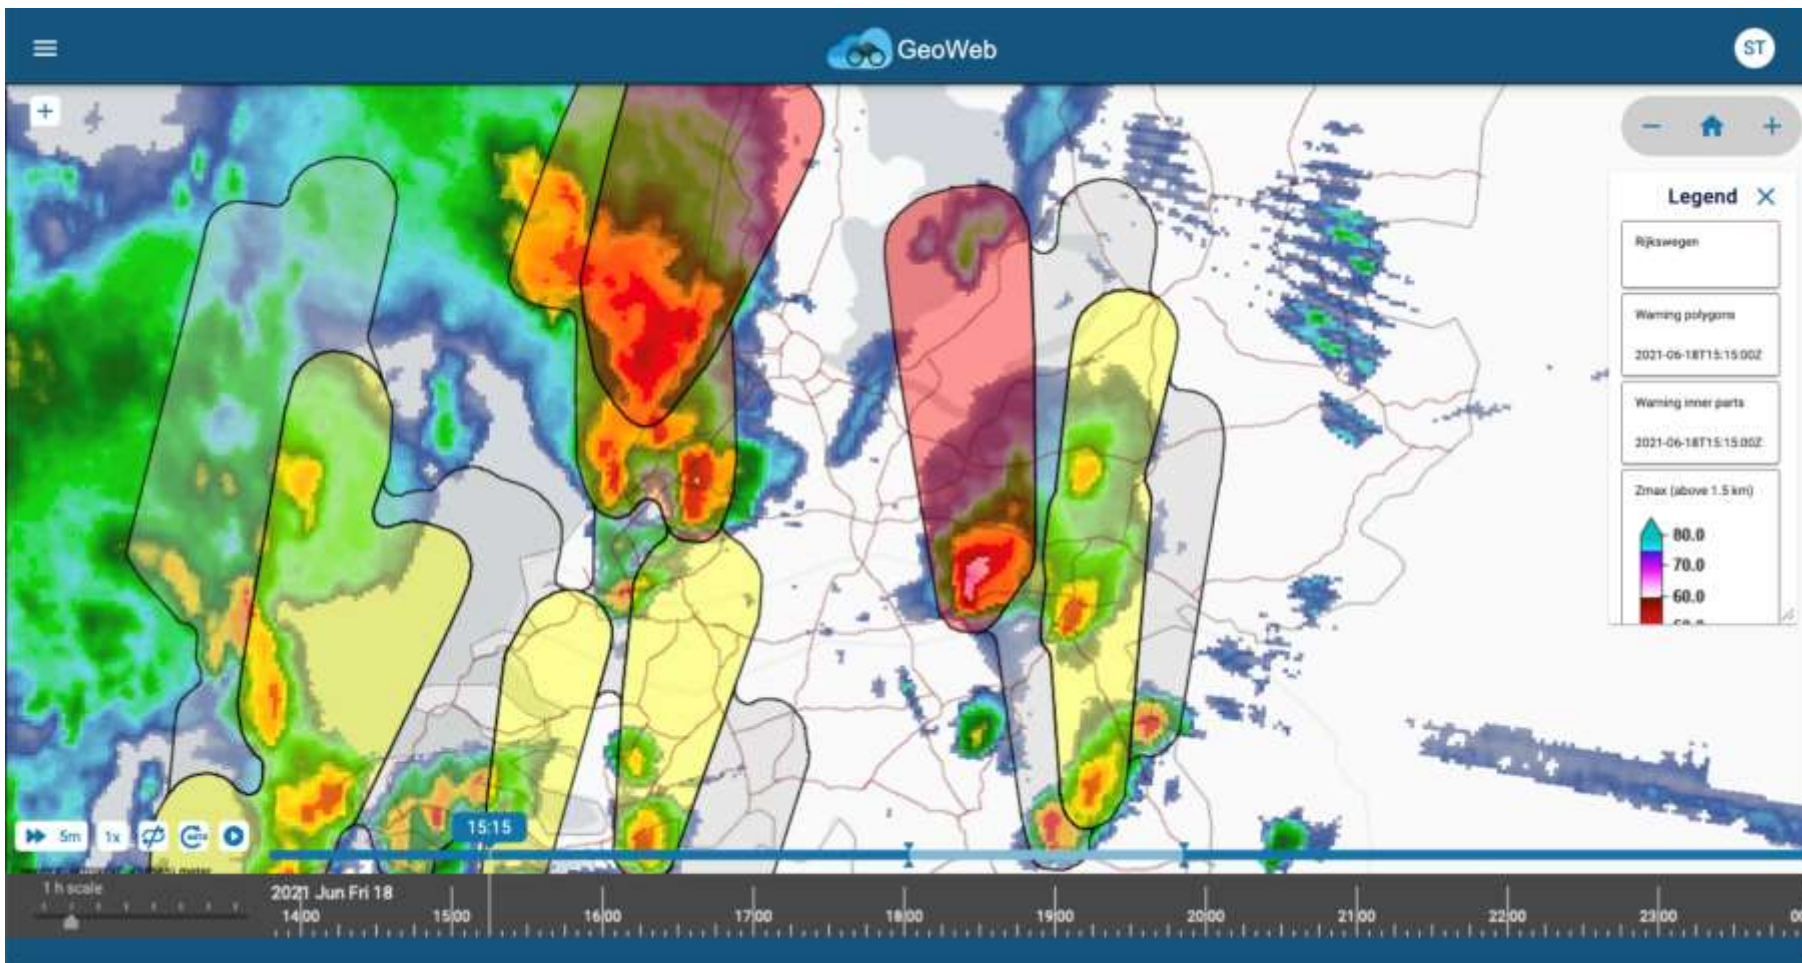 GeoWeb
ST
Legend
Rijkswegen
Warning polygons
2021-06-18T15:15:00Z
Warning inner parts
2021-06-18T15:15:00Z
Zmax (above 1.5 km)
80.0
70.0
60.0
5m
1x
AUTO
15:15
1 h scale
2021 Jun Fri 18
14:00
15:00
16:00
17:00
18:00
19:00
20:00
21:00
22:00
23:00